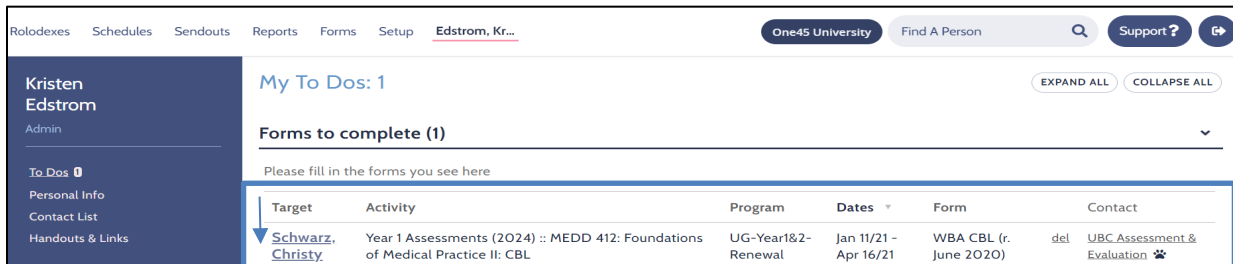 Rolodexes Schedules Sendouts Reports Forms Setup Edstrom, Kr... One45 University Find A Person Support ?
Kristen
Edstrom
Admin
To Dos 1
Personal Info
Contact List
Handouts & Links
My To Dos: 1 EXPAND ALL COLLAPSE ALL
Forms to complete (1)
Please fill in the forms you see here
Target Activity Program Dates Form Contact
Schwarz, Year 1 Assessments (2024) :: MEDD 412: Foundations UG-Year1&2- Jan 11/21 - WBA CBL (r. del UBC Assessment &
Christy of Medical Practice II: CBL Renewal Apr 16/21 June 2020) Evaluation